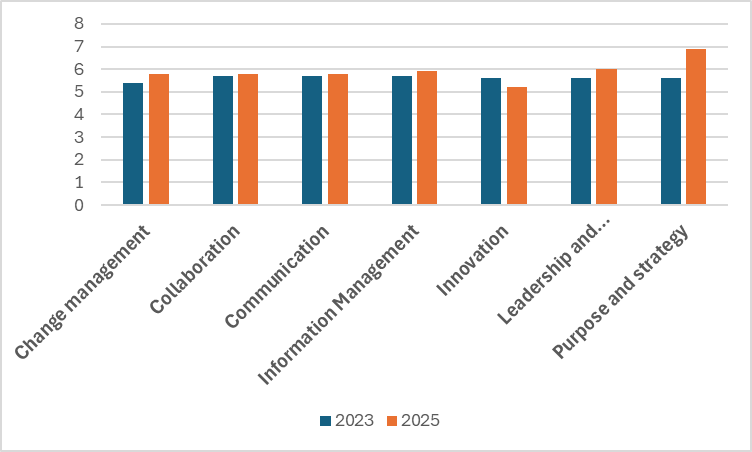 8
7
6
5
4
3
2
1
0
Change management
Collaboration
Communication
Information Management
Innovation
Leadership and...
Purpose and strategy
2023 2025